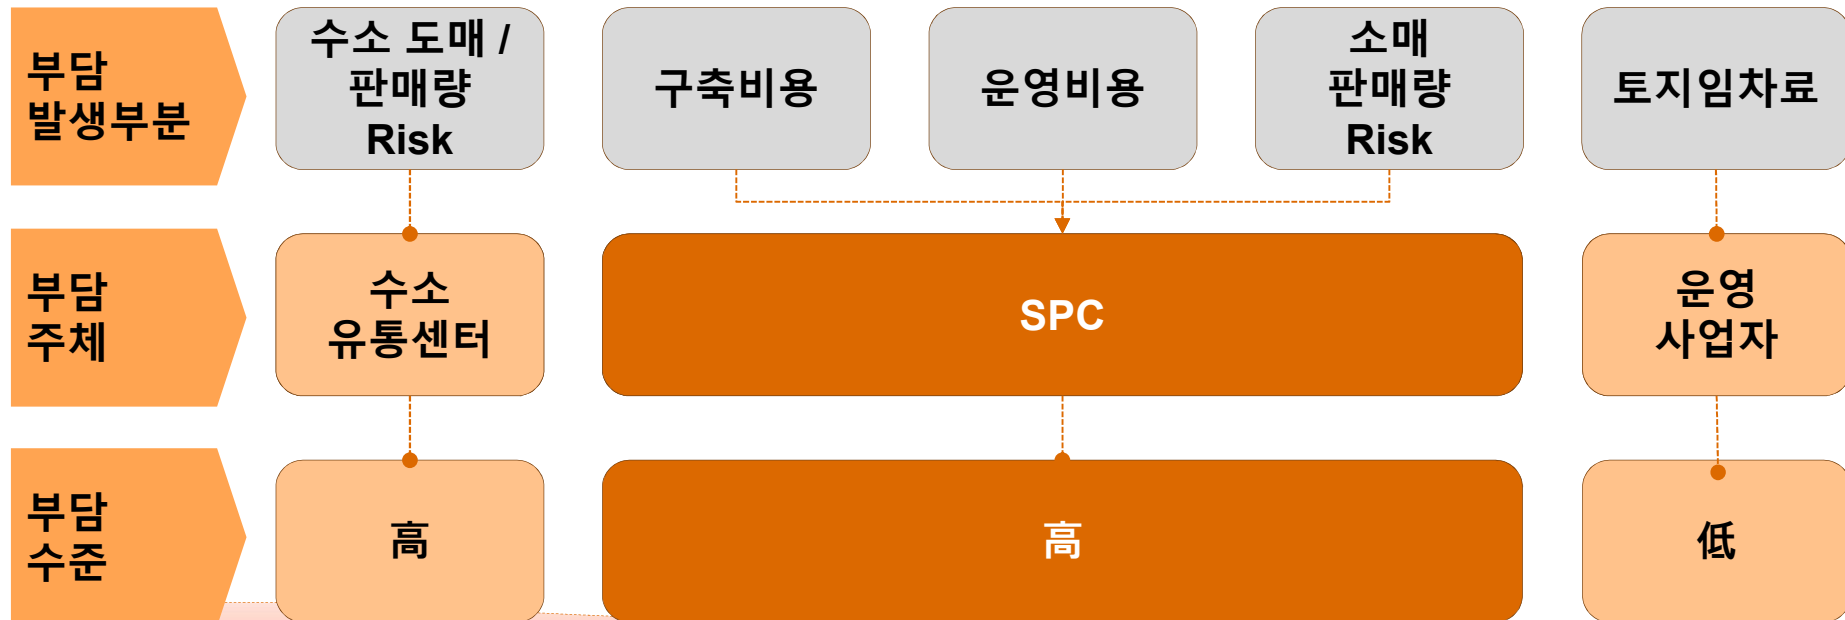 부담
발생부분
수소 도매 /
판매량
Risk
구축비용
운영비용
소매
판매량
Risk
토지임차료
부담
주체
수소
유통센터
SPC
운영
사업자
부담
수준
高
高
低